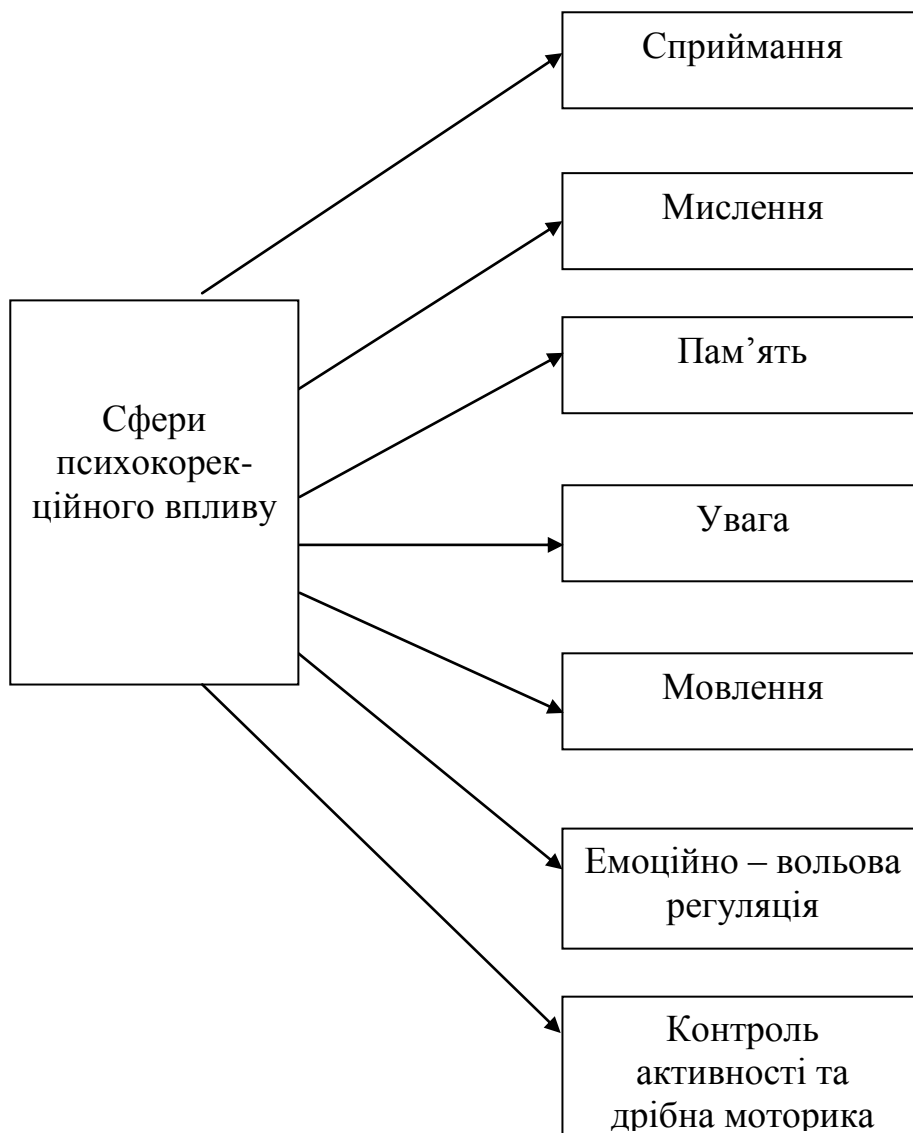 Сприймання
Мислення
Пам’ять
Сфери
психокорек-
ційного впливу
Увага
Мовлення
Емоційно – вольова
регуляція
Контроль
активності та
дрібна моторика